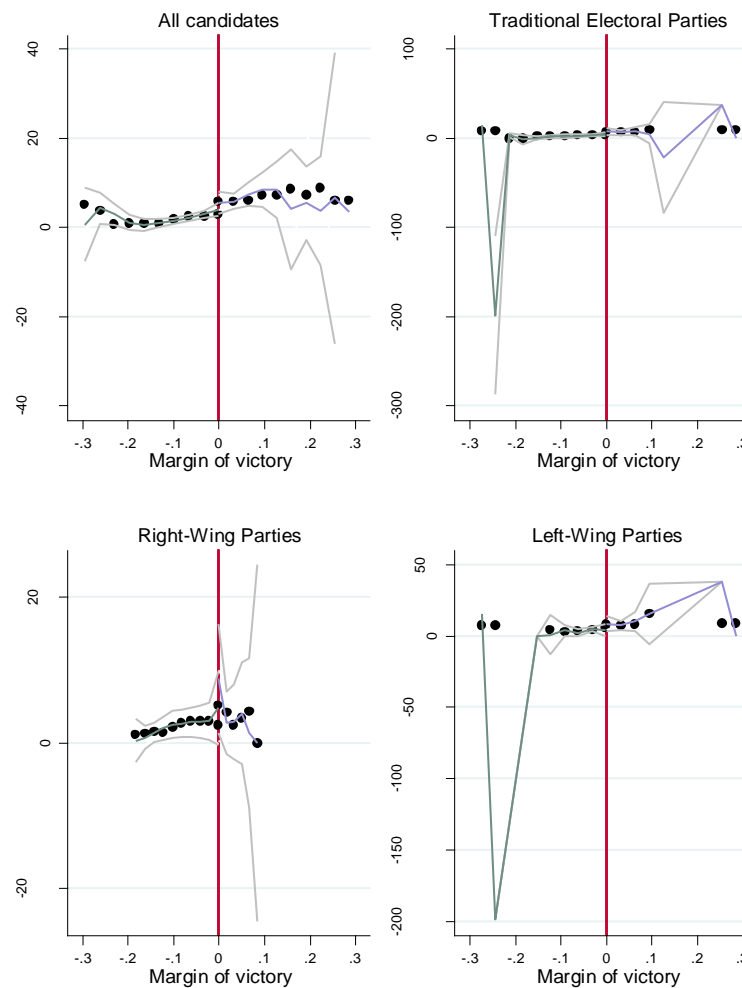 All candidates
40
20
0
-20
-40
-.3 -.2 -.1 0 .1 .2 .3
Margin of victory
Traditional Electoral Parties
100
0
-100
-200
-300
-.3 -.2 -.1 0 .1 .2 .3
Margin of victory
Right-Wing Parties
20
0
-20
-.3 -.2 -.1 0 .1 .2 .3
Margin of victory
Left-Wing Parties
50
0
-50
-100
-150
-200
-.3 -.2 -.1 0 .1 .2 .3
Margin of victory